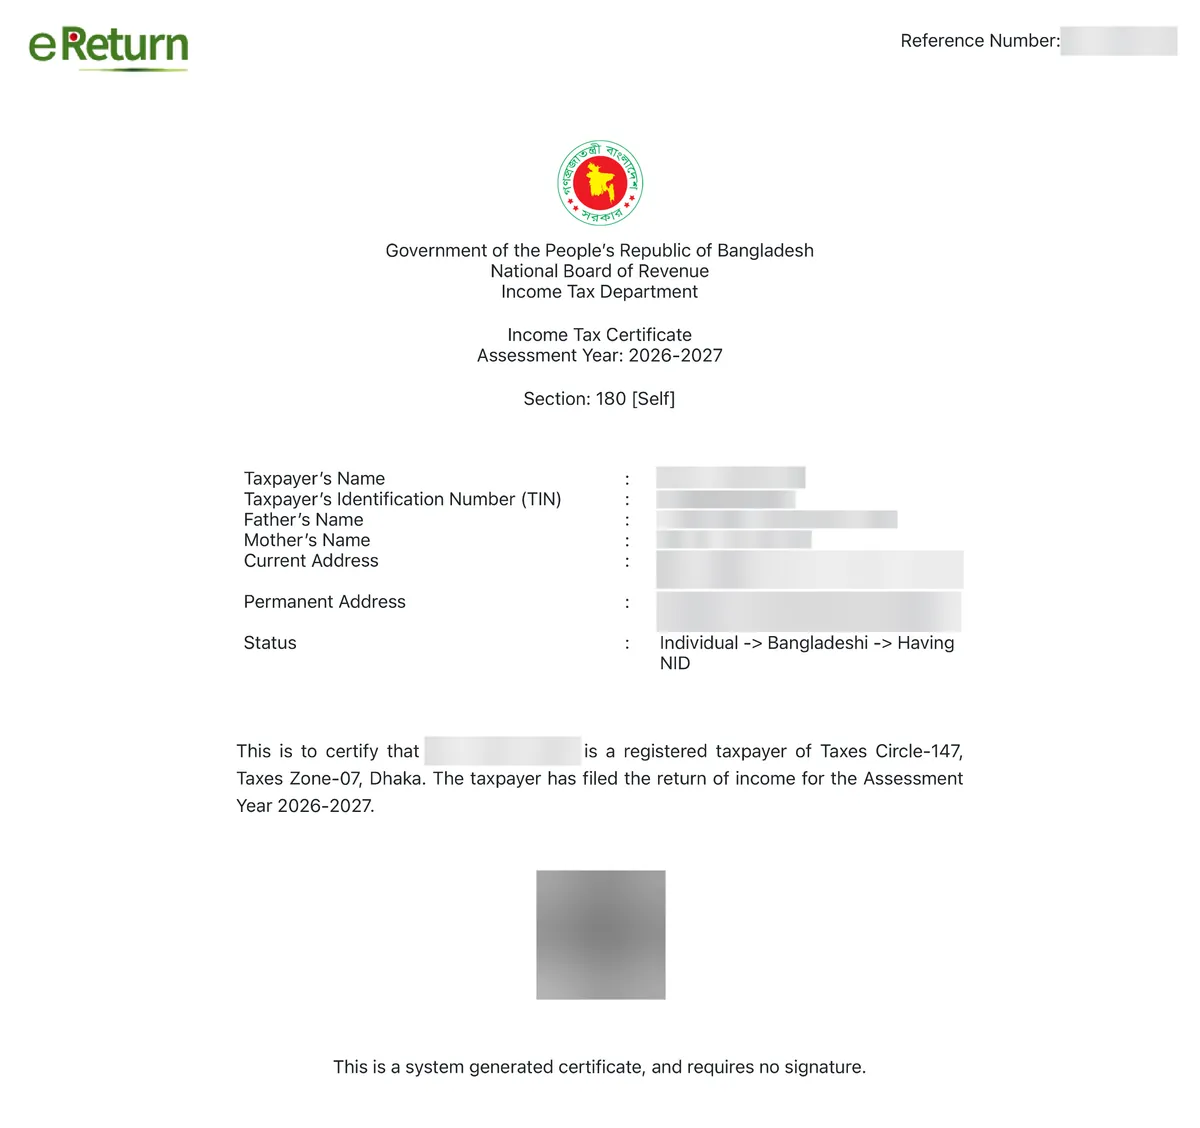 eReturn
Reference Number:
গণপ্রজাতন্ত্রী বাংলাদেশ
সরকার
Government of the People’s Republic of Bangladesh
National Board of Revenue
Income Tax Department
Income Tax Certificate
Assessment Year: 2026-2027
Section: 180 [Self]
Taxpayer’s Name :
Taxpayer’s Identification Number (TIN) :
Father’s Name :
Mother’s Name :
Current Address :
Permanent Address :
Status : Individual -> Bangladeshi -> Having
NID
This is to certify that is a registered taxpayer of Taxes Circle-147,
Taxes Zone-07, Dhaka. The taxpayer has filed the return of income for the Assessment
Year 2026-2027.
This is a system generated certificate, and requires no signature.